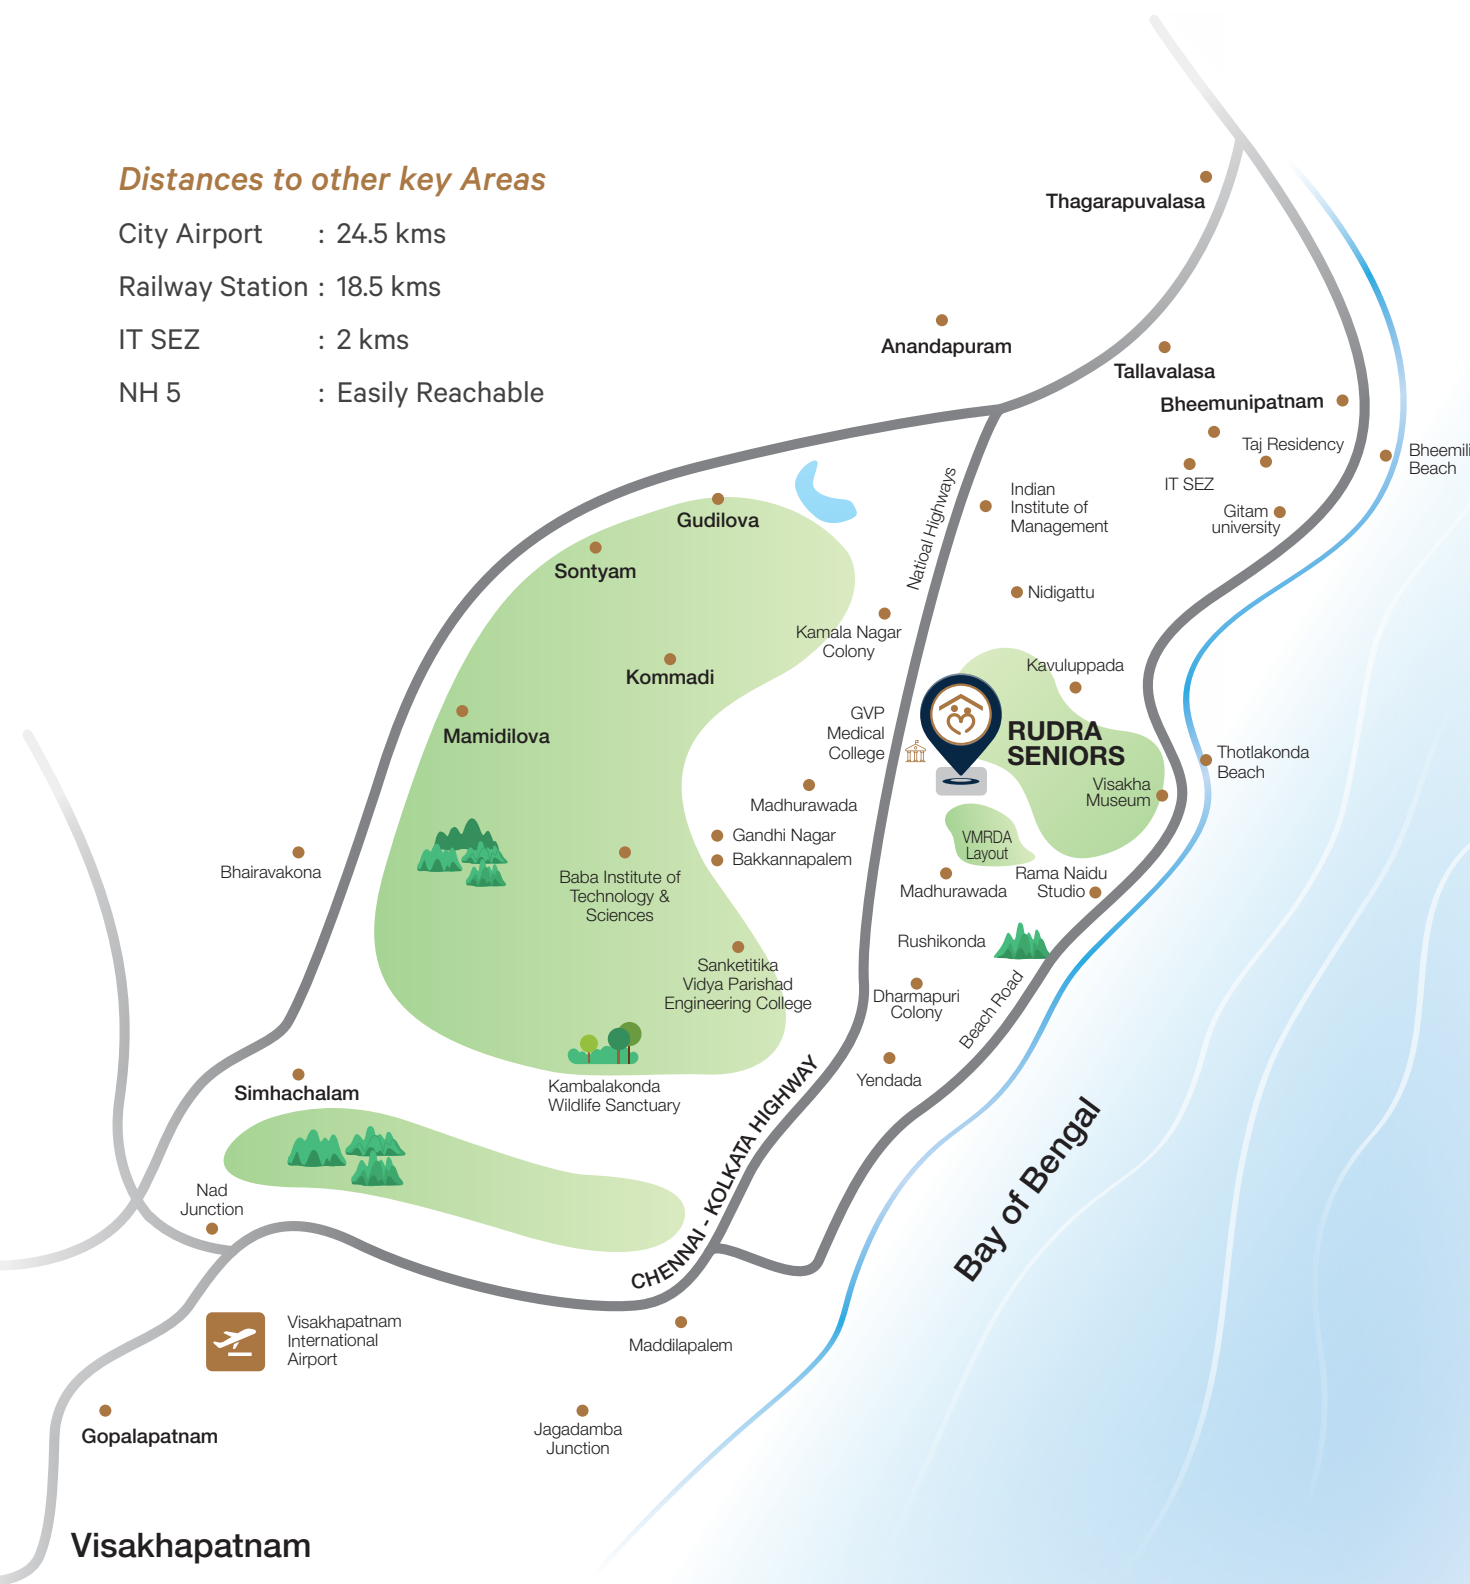 Distances to other key Areas
City Airport : 24.5 kms
Railway Station : 18.5 kms
IT SEZ : 2 kms
NH 5 : Easily Reachable
Thagarapuvalasa
Anandapuram
Tallavalasa
Bheemunipatnam
Taj Residency
IT SEZ
Gitam
university
Bheemili
Beach
Indian
Institute of
Management
Natioal Highways
Gudilova
Sontyam
Nidigattu
Kamala Nagar
Colony
Kommadi
Kavuluppada
Mamidilova
GVP
Medical
College
RUDRA
SENIORS
Thotlakonda
Beach
Visakha
Museum
Madhurawada
Gandhi Nagar
Bakkannapalem
VMRDA
Layout
Bhairavakona
Baba Institute of
Technology &
Sciences
Madhurawada
Rama Naidu
Studio
Rushikonda
Sanketitika
Vidya Parishad
Engineering College
Dharmapuri
Colony
Beach Road
Yendada
Simhachalam
Kambalakonda
Wildlife Sanctuary
CHENNAI - KOLKATA HIGHWAY
Bay of Bengal
Nad
Junction
Visakhapatnam
International
Airport
Maddilapalem
Gopalapatnam
Jagadamba
Junction
Visakhapatnam